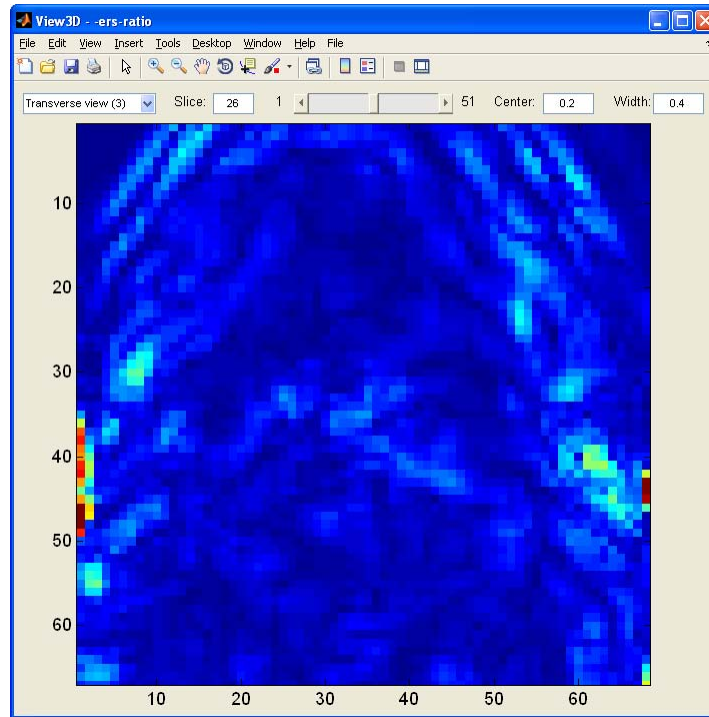 View3D - -ers-ratio
File Edit View Insert Tools Desktop Window Help File
Transverse view (3) Slice: 26 1 51 Center: 0.2 Width: 0.4
10
20
30
40
50
60
10 20 30 40 50 60